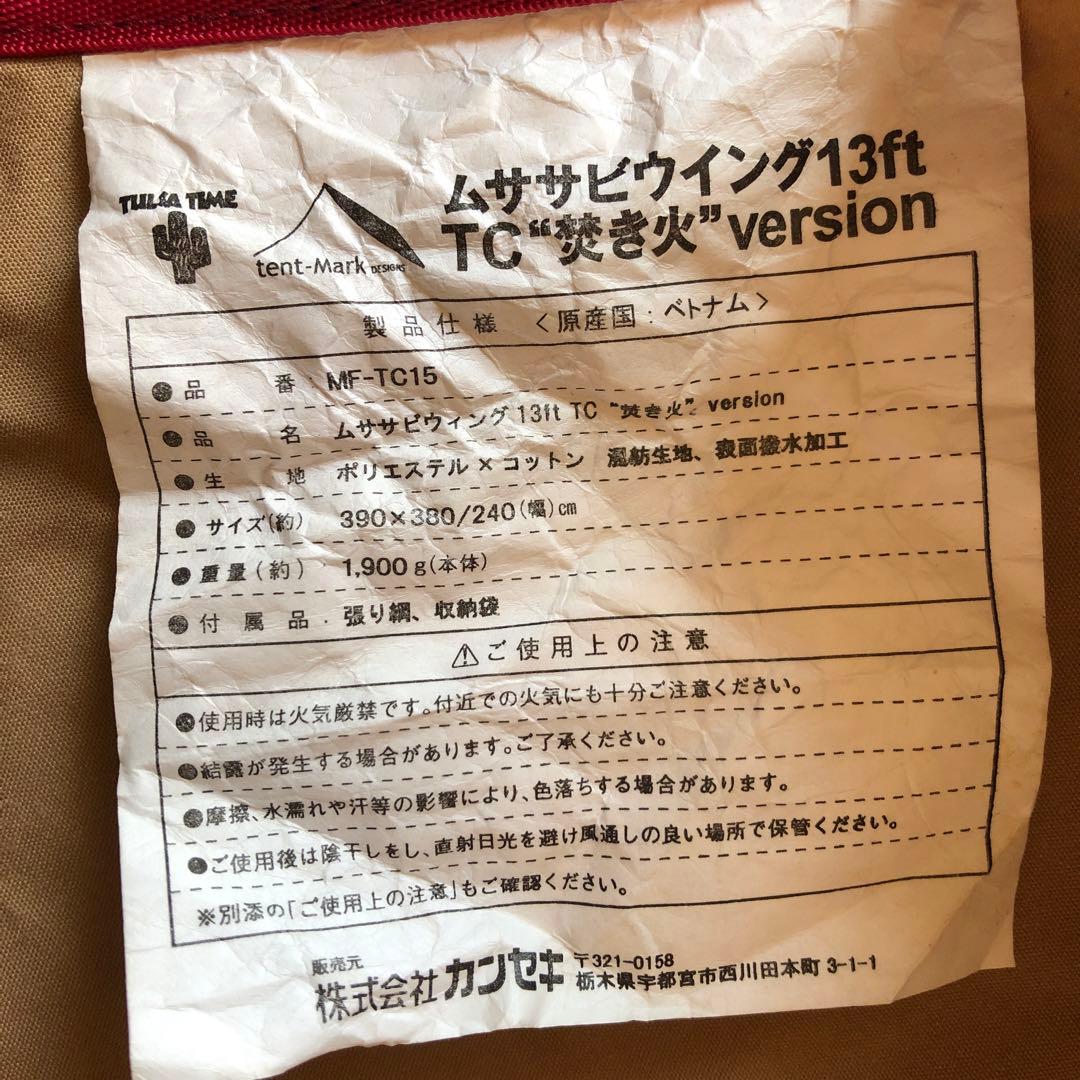 TULSA TIME
tent-Mark DESIGNS
ムササビウイング13ft
TC“焚き火”version
製品仕様 〈原産国：ベトナム〉
●品番：MF-TC15
●品名 ムササビウィング13ft TC “焚き火” version
●生地 ポリエステル×コットン 混紡生地、表面撥水加工
●サイズ(約) 390×380/240(幅)cm
●重量(約) 1,900g(本体)
●付属品：張り綱、収納袋
⚠ご使用上の注意
●使用時は火気厳禁です。付近での火気にも十分ご注意ください。
●結露が発生する場合があります。ご了承ください。
●摩擦、水濡れや汗等の影響により、色落ちする場合があります。
●ご使用後は陰干しをし、直射日光を避け風通しの良い場所で保管ください。
※別添の「ご使用上の注意」もご確認ください。
販売元
株式会社カンセキ
〒321-0158
栃木県宇都宮市西川田本町 3-1-1